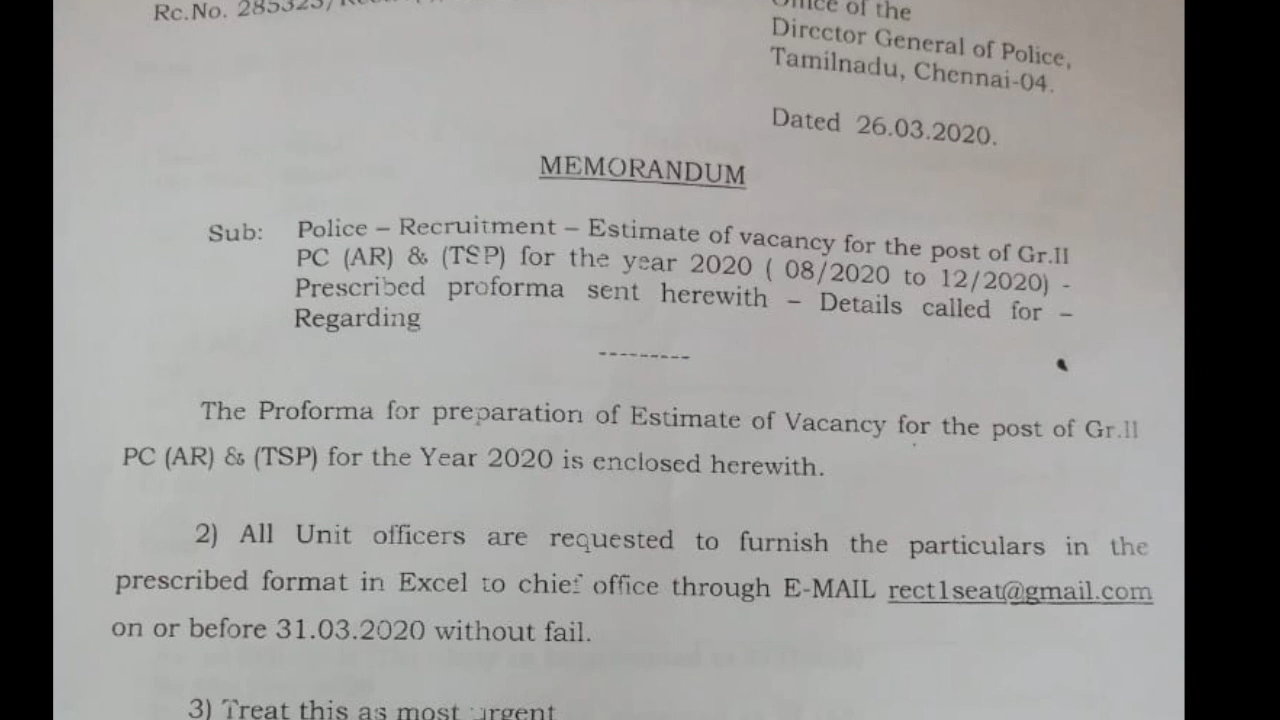 Rc.No. 285323/
Office of the
Director General of Police,
Tamilnadu, Chennai-04.
Dated 26.03.2020.
MEMORANDUM
Sub: Police – Recruitment – Estimate of vacancy for the post of Gr.II
PC (AR) & (TSP) for the year 2020 ( 08/2020 to 12/2020) -
Prescribed proforma sent herewith – Details called for –
Regarding
---------
The Proforma for preparation of Estimate of Vacancy for the post of Gr.II
PC (AR) & (TSP) for the Year 2020 is enclosed herewith.
2) All Unit officers are requested to furnish the particulars in the
prescribed format in Excel to chief office through E-MAIL rect1seat@gmail.com
on or before 31.03.2020 without fail.
3) Treat this as most urgent